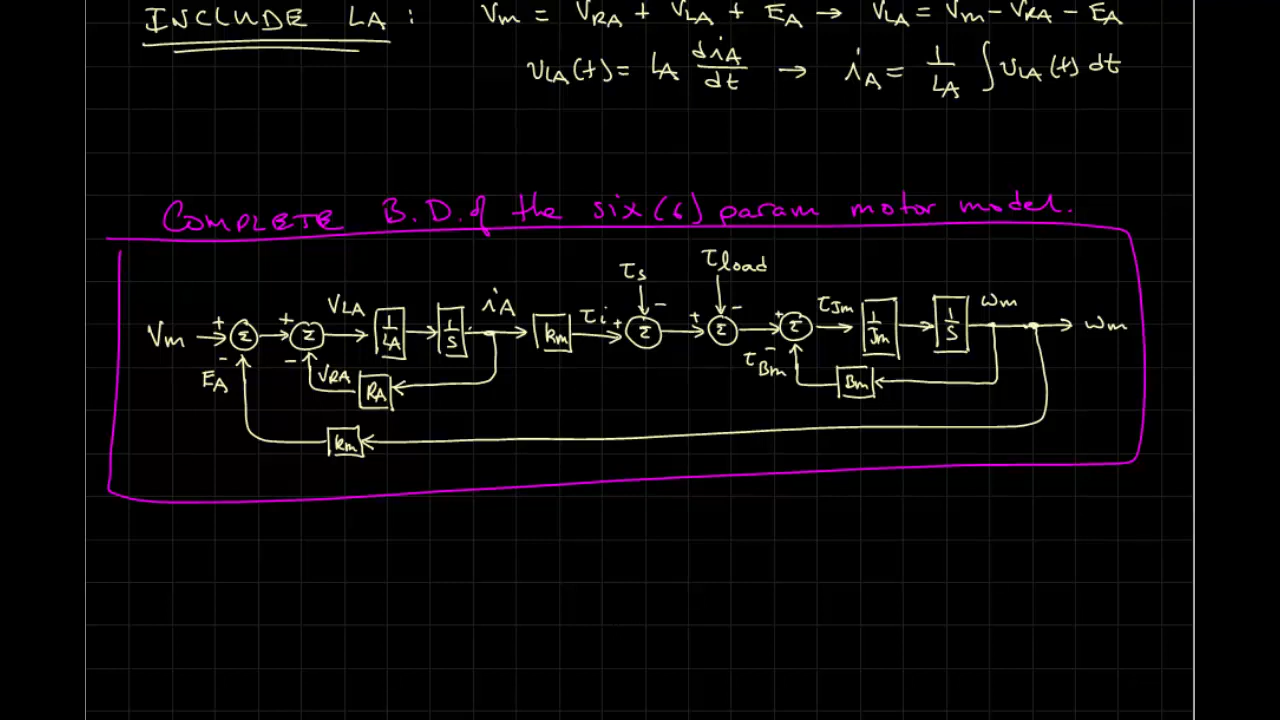 INCLUDE LA : Vm = VRA + VLA + EA → VLA = Vm - VRA - EA
vLA(t) = LA diA/dt → iA = 1/LA ∫ vLA(t) dt
COMPLETE B.D. of the six (6) param motor model.
τs τload
Vm + Σ + Σ VLA 1/LA 1/s iA km τi + Σ - + Σ - + Σ τJm 1/Jm 1/s ωm ωm
- EA - VRA RA τBm - Bm
km